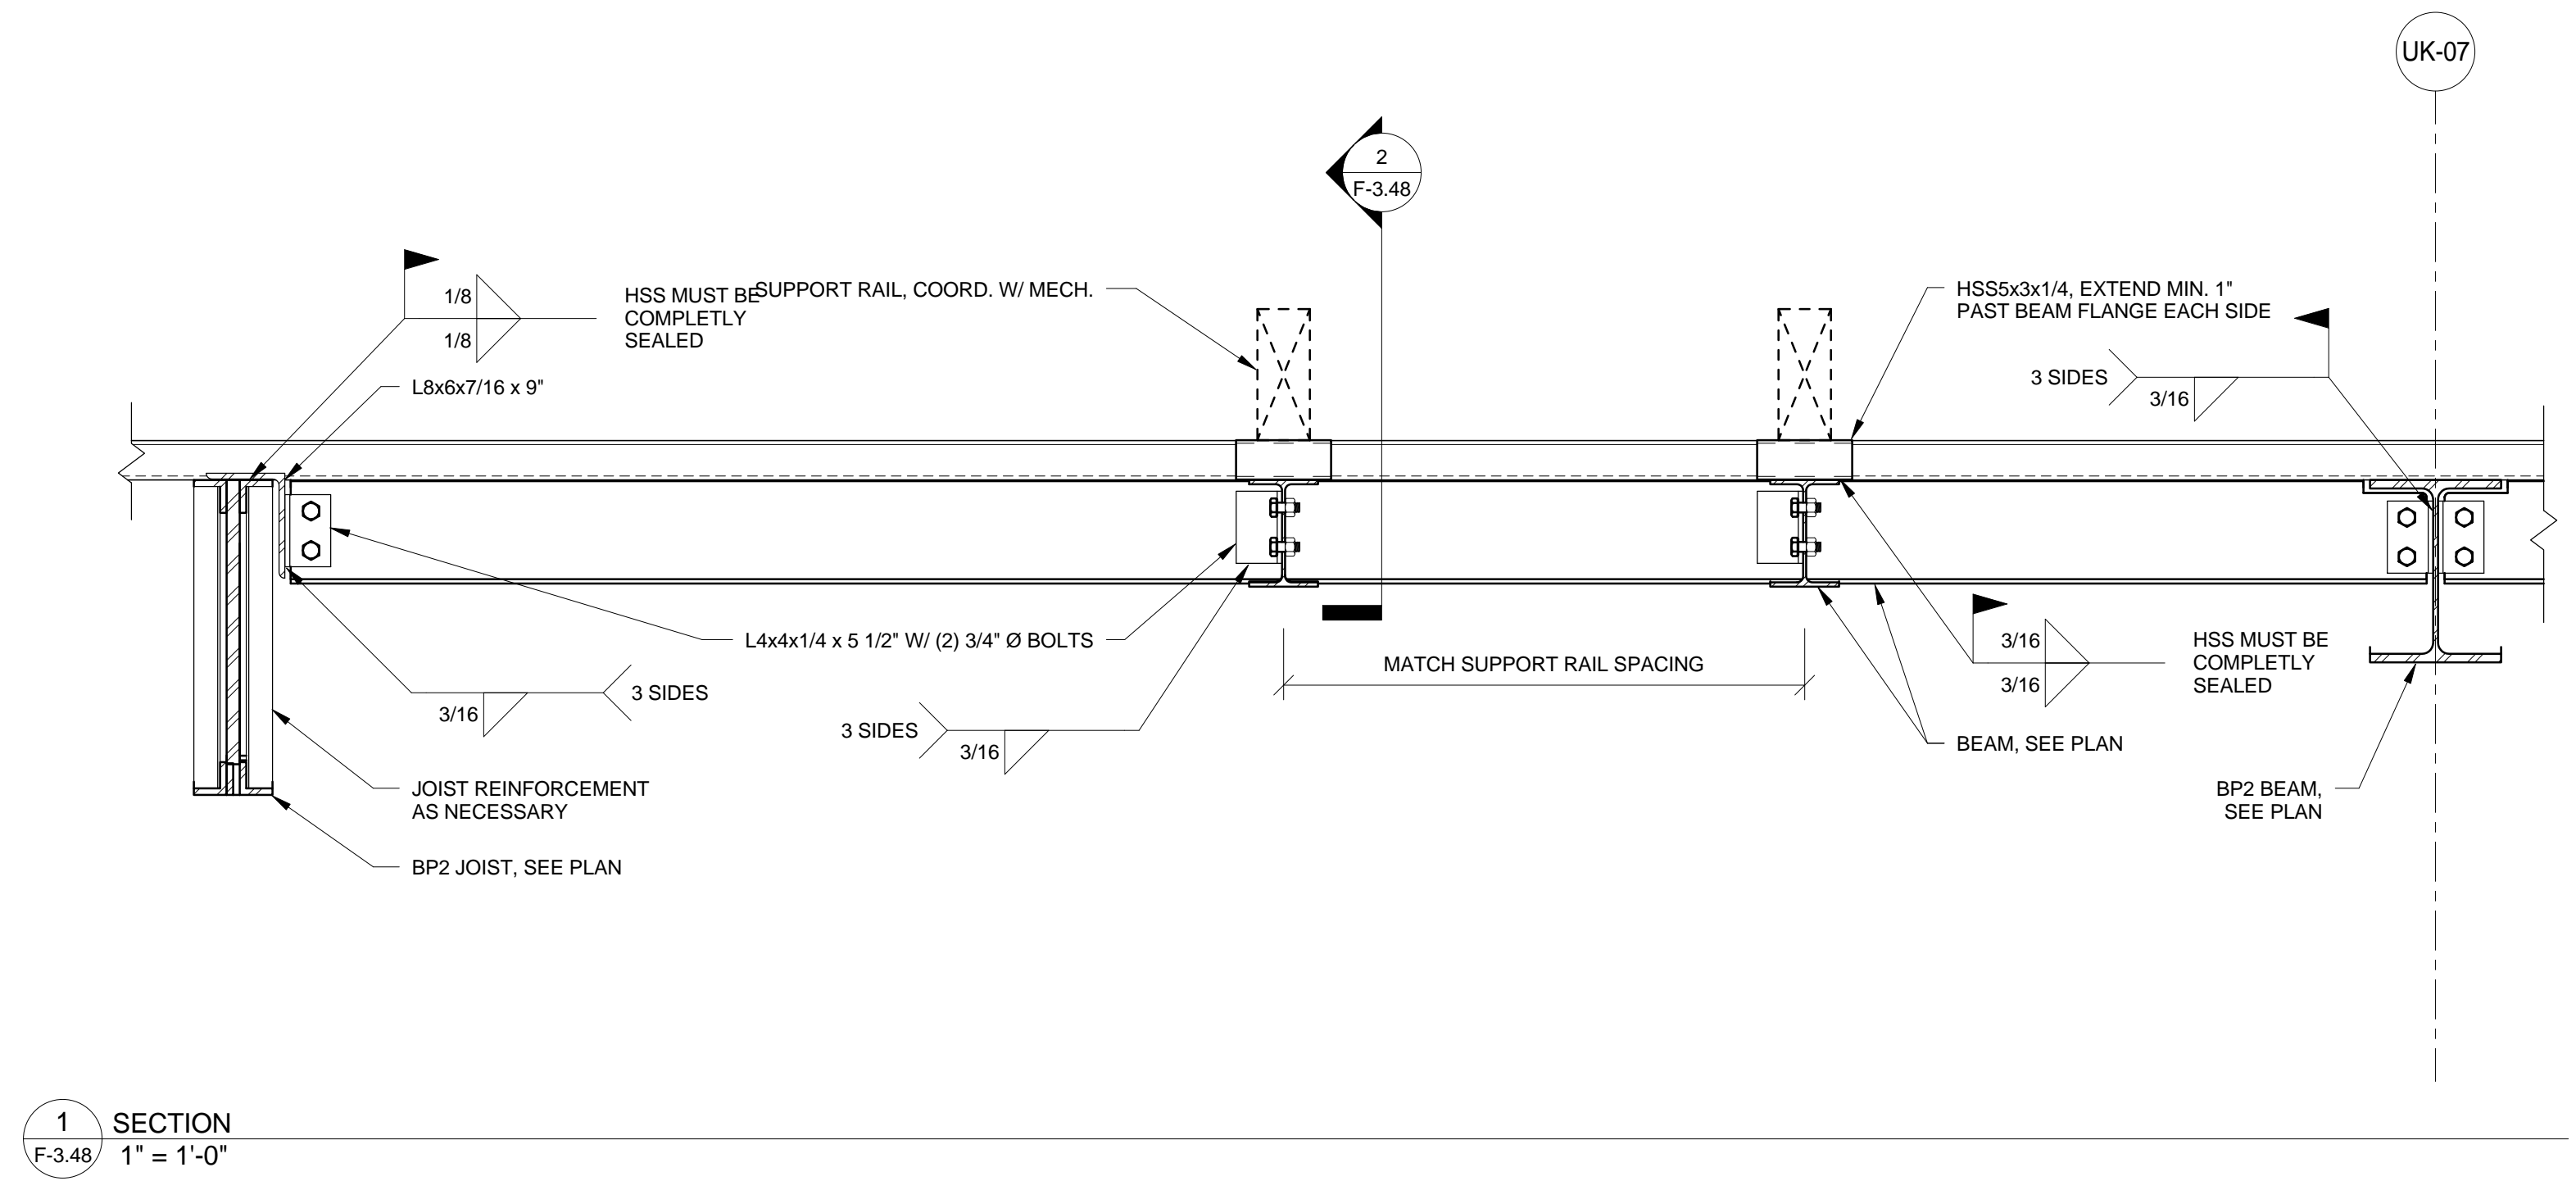 UK-07
2
F-3.48
1/8
1/8
HSS MUST BE
COMPLETLY
SEALED
SUPPORT RAIL, COORD. W/ MECH.
HSS5x3x1/4, EXTEND MIN. 1"
PAST BEAM FLANGE EACH SIDE
3 SIDES
3/16
L8x6x7/16 x 9"
L4x4x1/4 x 5 1/2" W/ (2) 3/4" Ø BOLTS
MATCH SUPPORT RAIL SPACING
3/16
3/16
HSS MUST BE
COMPLETLY
SEALED
3/16
3 SIDES
3 SIDES
3/16
BEAM, SEE PLAN
JOIST REINFORCEMENT
AS NECESSARY
BP2 BEAM,
SEE PLAN
BP2 JOIST, SEE PLAN
1
F-3.48
SECTION
1" = 1'-0"